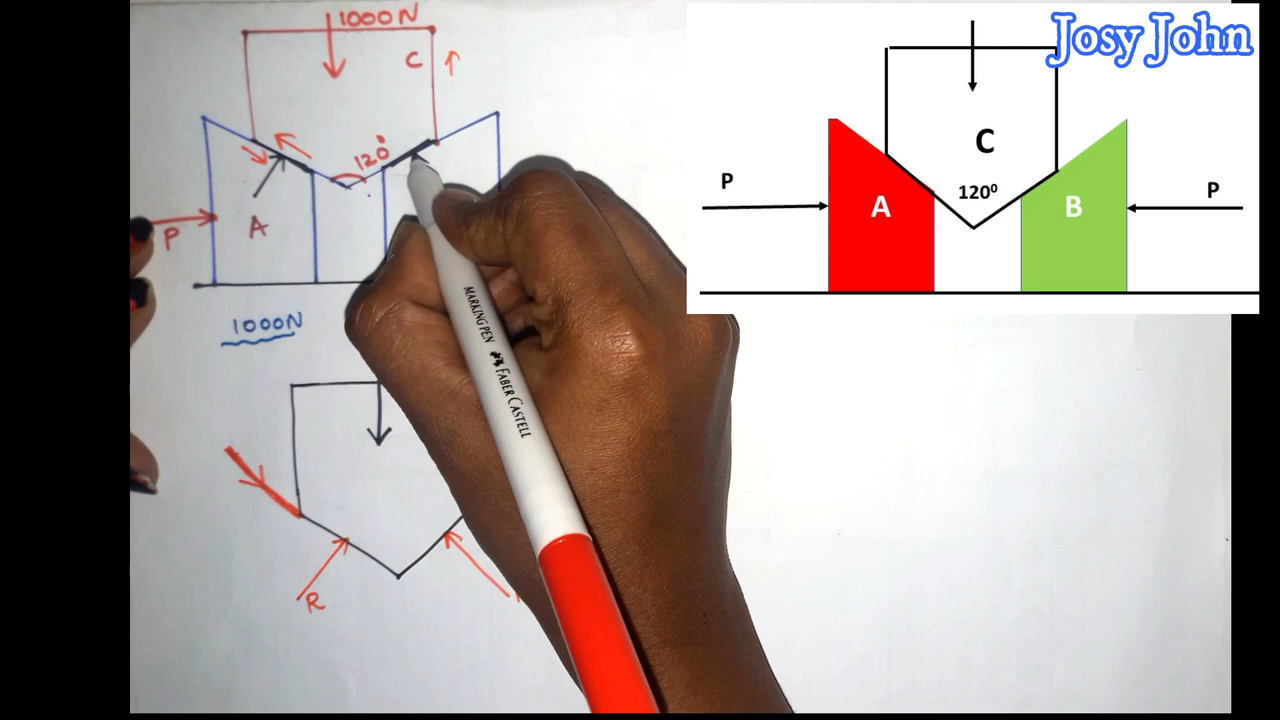 1000N
C
120°
P
A
1000N
R
MARKING PEN FABER CASTELL
Josy John
C
P
120⁰
P
A
B